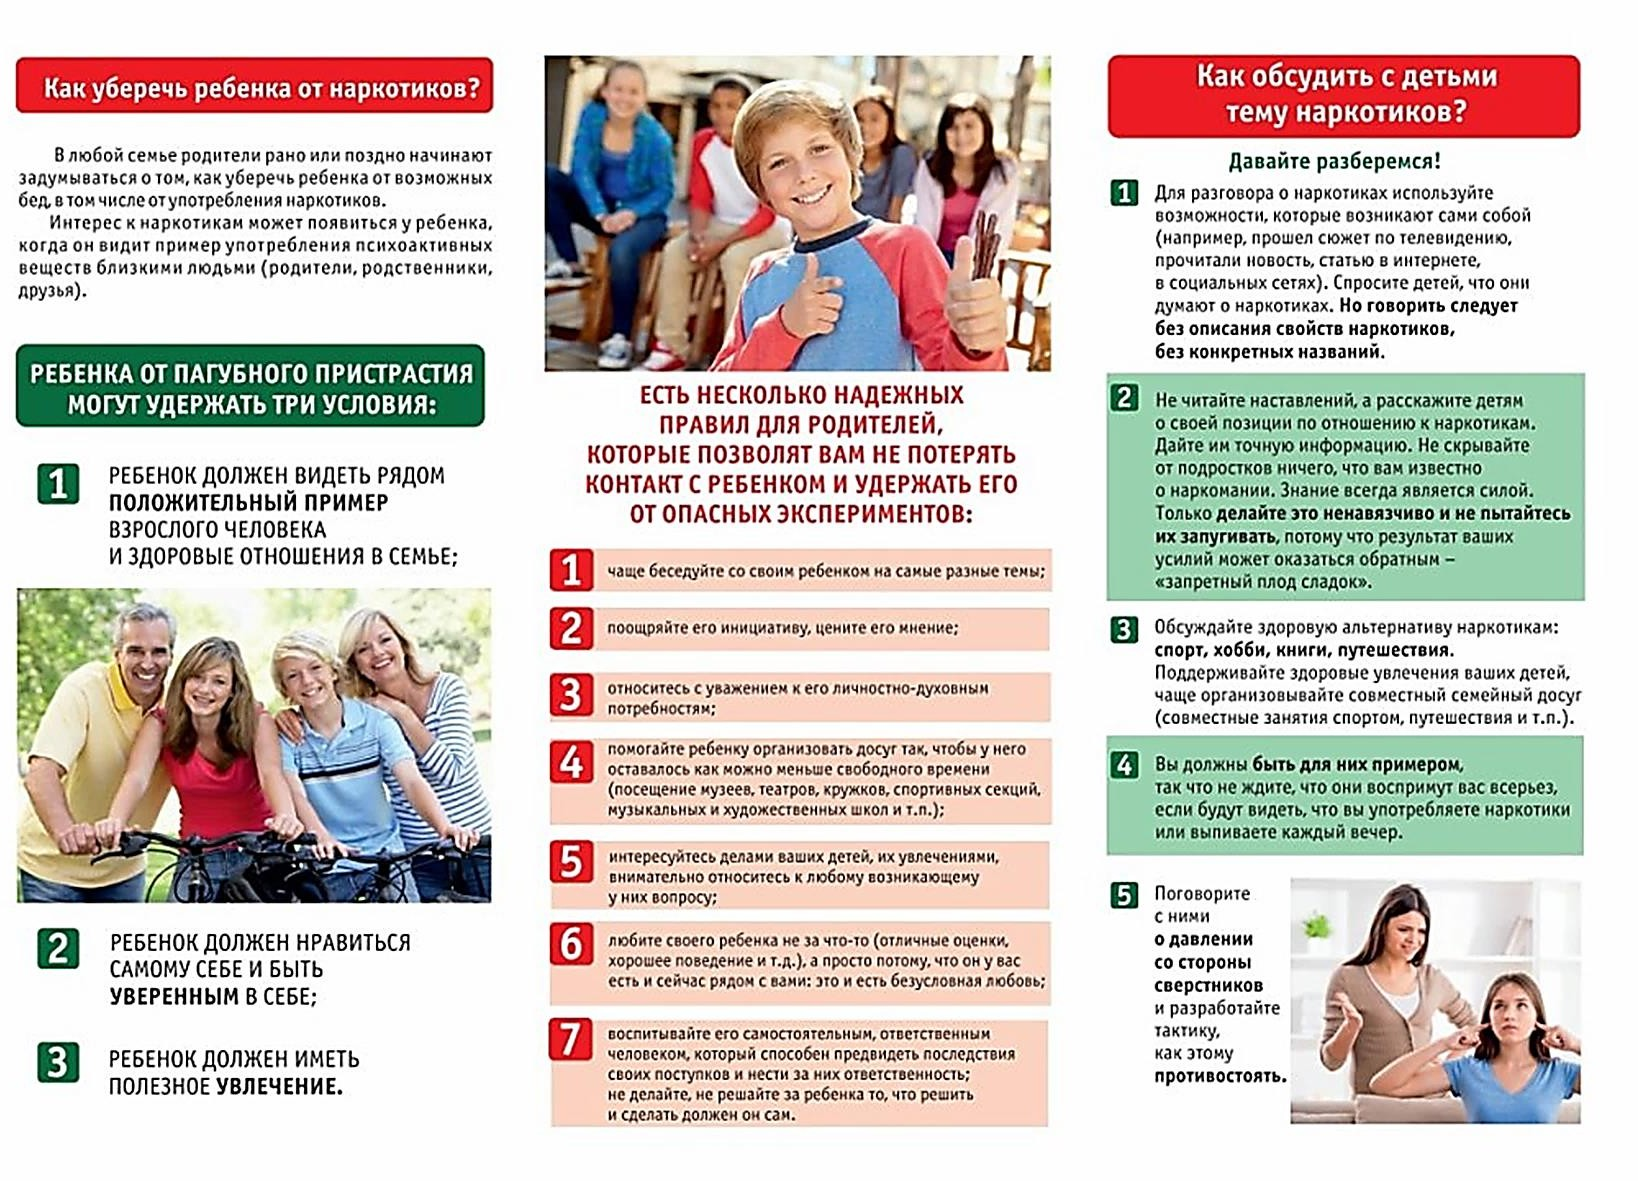 Как уберечь ребенка от наркотиков?
В любой семье родители рано или поздно начинают
задумываться о том, как уберечь ребенка от возможных
бед, в том числе от употребления наркотиков.
Интерес к наркотикам может появиться у ребенка,
когда он видит пример употребления психоактивных
веществ близкими людьми (родители, родственники,
друзья).
РЕБЕНКА ОТ ПАГУБНОГО ПРИСТРАСТИЯ
МОГУТ УДЕРЖАТЬ ТРИ УСЛОВИЯ:
1 РЕБЕНОК ДОЛЖЕН ВИДЕТЬ РЯДОМ
ПОЛОЖИТЕЛЬНЫЙ ПРИМЕР
ВЗРОСЛОГО ЧЕЛОВЕКА
И ЗДОРОВЫЕ ОТНОШЕНИЯ В СЕМЬЕ;
2 РЕБЕНОК ДОЛЖЕН НРАВИТЬСЯ
САМОМУ СЕБЕ И БЫТЬ
УВЕРЕННЫМ В СЕБЕ;
3 РЕБЕНОК ДОЛЖЕН ИМЕТЬ
ПОЛЕЗНОЕ УВЛЕЧЕНИЕ.
ЕСТЬ НЕСКОЛЬКО НАДЕЖНЫХ
ПРАВИЛ ДЛЯ РОДИТЕЛЕЙ,
КОТОРЫЕ ПОЗВОЛЯТ ВАМ НЕ ПОТЕРЯТЬ
КОНТАКТ С РЕБЕНКОМ И УДЕРЖАТЬ ЕГО
ОТ ОПАСНЫХ ЭКСПЕРИМЕНТОВ:
1 чаще беседуйте со своим ребенком на самые разные темы;
2 поощряйте его инициативу, цените его мнение;
3 относитесь с уважением к его личностно-духовным
потребностям;
4 помогайте ребенку организовать досуг так, чтобы у него
оставалось как можно меньше свободного времени
(посещение музеев, театров, кружков, спортивных секций,
музыкальных и художественных школ и т.п.);
5 интересуйтесь делами ваших детей, их увлечениями,
внимательно относитесь к любому возникающему
у них вопросу;
6 любите своего ребенка не за что-то (отличные оценки,
хорошее поведение и т.д.), а просто потому, что он у вас
есть и сейчас рядом с вами: это и есть безусловная любовь;
7 воспитывайте его самостоятельным, ответственным
человеком, который способен предвидеть последствия
своих поступков и нести за них ответственность;
не делайте, не решайте за ребенка то, что решить
и сделать должен он сам.
Как обсудить с детьми
тему наркотиков?
Давайте разберемся!
1 Для разговора о наркотиках используйте
возможности, которые возникают сами собой
(например, прошел сюжет по телевидению,
прочитали новость, статью в интернете,
в социальных сетях). Спросите детей, что они
думают о наркотиках. Но говорить следует
без описания свойств наркотиков,
без конкретных названий.
2 Не читайте наставлений, а расскажите детям
о своей позиции по отношению к наркотикам.
Дайте им точную информацию. Не скрывайте
от подростков ничего, что вам известно
о наркомании. Знание всегда является силой.
Только делайте это ненавязчиво и не пытайтесь
их запугивать, потому что результат ваших
усилий может оказаться обратным –
«запретный плод сладок».
3 Обсуждайте здоровую альтернативу наркотикам:
спорт, хобби, книги, путешествия.
Поддерживайте здоровые увлечения ваших детей,
чаще организовывайте совместный семейный досуг
(совместные занятия спортом, путешествия и т.п.).
4 Вы должны быть для них примером,
так что не ждите, что они воспримут вас всерьез,
если будут видеть, что вы употребляете наркотики
или выпиваете каждый вечер.
5 Поговорите
с ними
о давлении
со стороны
сверстников
и разработайте
тактику,
как этому
противостоять.